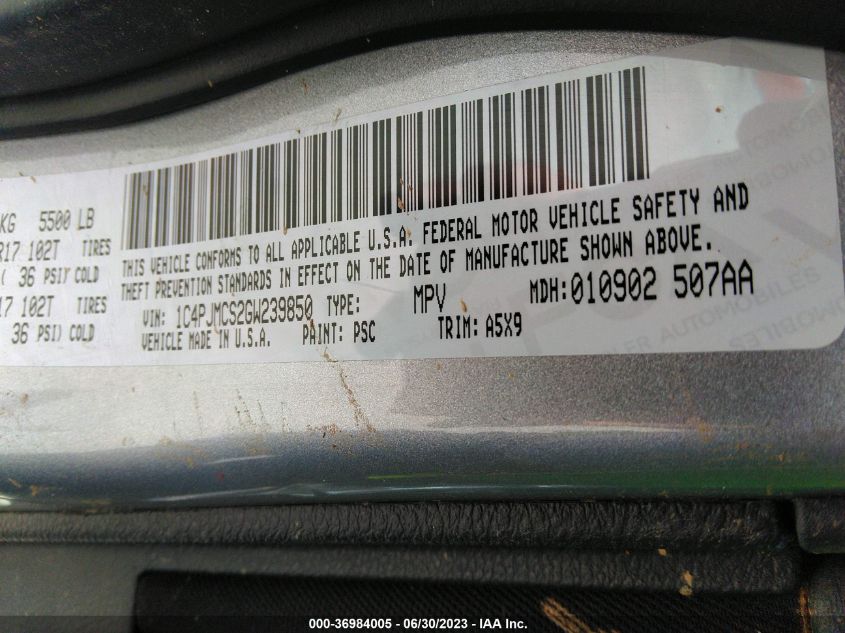 KG 5500 LB
R17 102T TIRES
36 PSI) COLD
17 102T TIRES
36 PSI) COLD
THIS VEHICLE CONFORMS TO ALL APPLICABLE U.S.A. FEDERAL MOTOR VEHICLE SAFETY AND
THEFT PREVENTION STANDARDS IN EFFECT ON THE DATE OF MANUFACTURE SHOWN ABOVE.
VIN: 1C4PJMCS2GW239850 TYPE: MPV MDH:010902 507AA
VEHICLE MADE IN U.S.A. PAINT: PSC TRIM: A5X9
000-36984005 - 06/30/2023 - IAA Inc.